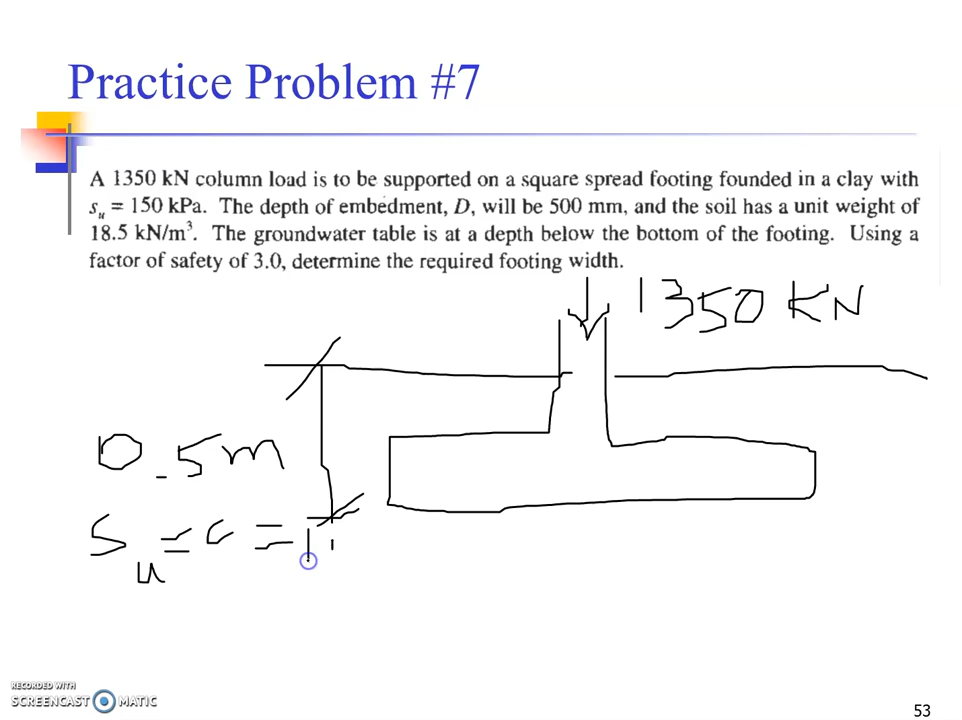 Practice Problem #7
A 1350 kN column load is to be supported on a square spread footing founded in a clay with
su = 150 kPa. The depth of embedment, D, will be 500 mm, and the soil has a unit weight of
18.5 kN/m³. The groundwater table is at a depth below the bottom of the footing. Using a
factor of safety of 3.0, determine the required footing width.
1350 KN
0.5m
Su = c = 1
RECORDED WITH
SCREENCAST MATIC
53